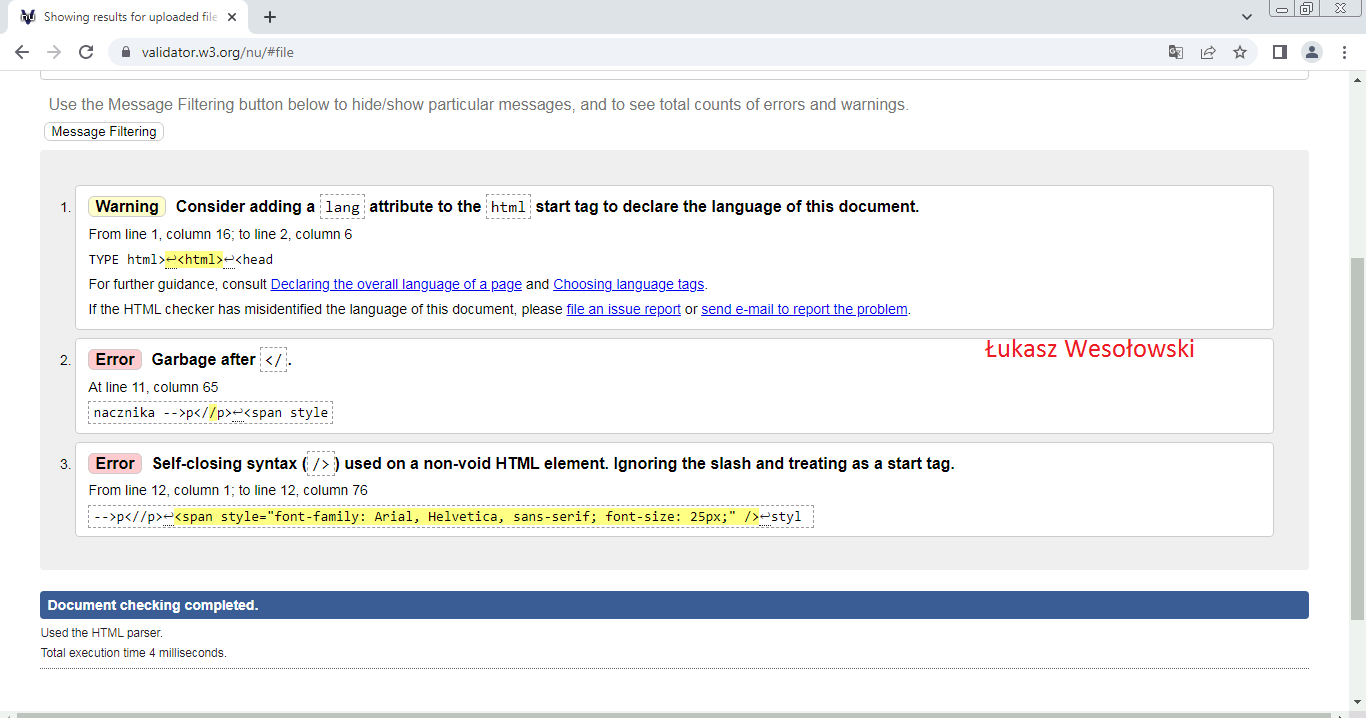 Showing results for uploaded file
validator.w3.org/nu/#file
Use the Message Filtering button below to hide/show particular messages, and to see total counts of errors and warnings.
Message Filtering
1. Warning Consider adding a lang attribute to the html start tag to declare the language of this document.
From line 1, column 16; to line 2, column 6
TYPE html>↩<html>↩<head
For further guidance, consult Declaring the overall language of a page and Choosing language tags.
If the HTML checker has misidentified the language of this document, please file an issue report or send e-mail to report the problem.
Łukasz Wesołowski
2. Error Garbage after </.
At line 11, column 65
nacznika -->p<//p>↩<span style
3. Error Self-closing syntax (/>) used on a non-void HTML element. Ignoring the slash and treating as a start tag.
From line 12, column 1; to line 12, column 76
-->p<//p>↩<span style="font-family: Arial, Helvetica, sans-serif; font-size: 25px;" />↩styl
Document checking completed.
Used the HTML parser.
Total execution time 4 milliseconds.